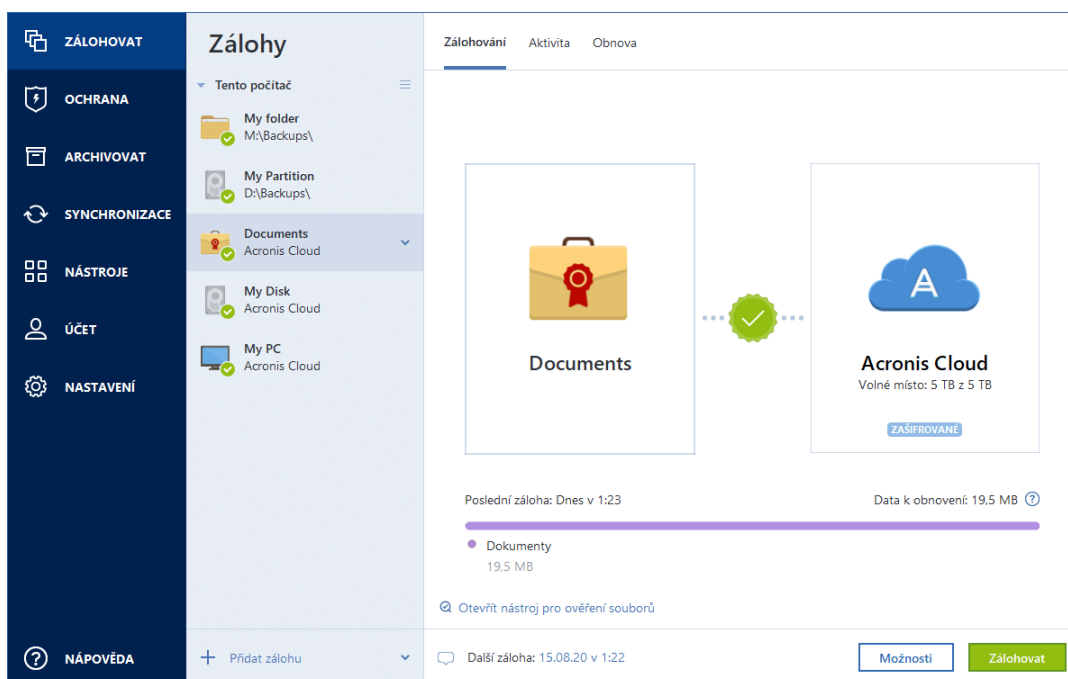 ZÁLOHOVAT
OCHRANA
ARCHIVOVAT
SYNCHRONIZACE
NÁSTROJE
ÚČET
NASTAVENÍ
NÁPOVĚDA
Zálohy
Tento počítač
My folder
M:\Backups\
My Partition
D:\Backups\
Documents
Acronis Cloud
My Disk
Acronis Cloud
My PC
Acronis Cloud
Přidat zálohu
Zálohování Aktivita Obnova
Documents
Acronis Cloud
Volné místo: 5 TB z 5 TB
ZAŠIFROVANÉ
Poslední záloha: Dnes v 1:23
Data k obnovení: 19,5 MB
Dokumenty
19,5 MB
Otevřít nástroj pro ověření souborů
Další záloha: 15.08.20 v 1:22
Možnosti
Zálohovat